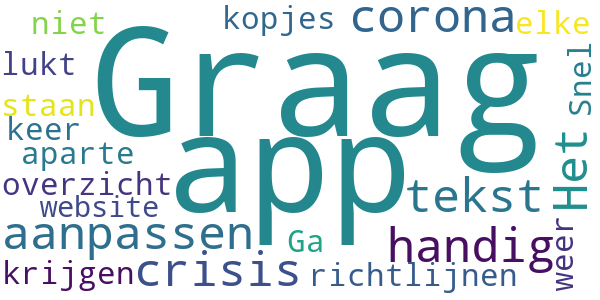 niet
kopjes
corona
elke
lukt
Graag
Snel
staan
keer
aparte
app
Het
overzicht
tekst
website
aanpassen
Ga
handig
weer
krijgen
crisis
richtlijnen